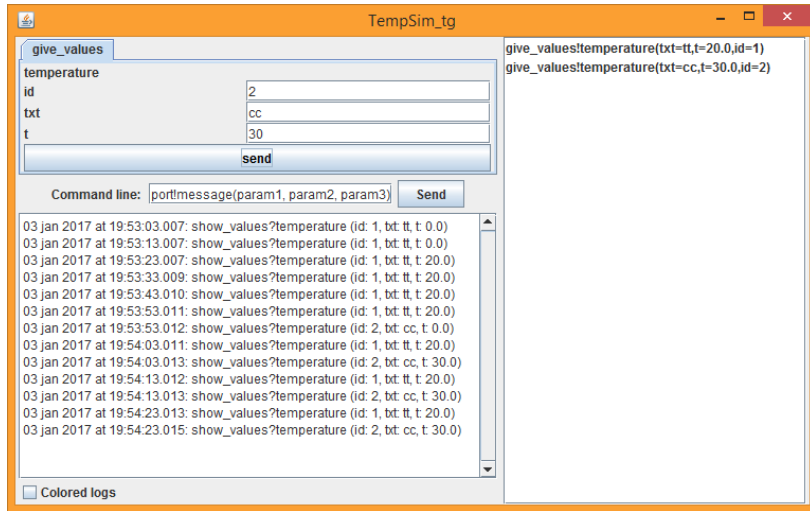 TempSim_tg
give_values
temperature
id 2
txt cc
t 30
send
Command line: port!message(param1, param2, param3) Send
03 jan 2017 at 19:53:03.007: show_values?temperature (id: 1, txt: tt, t: 0.0)
03 jan 2017 at 19:53:13.007: show_values?temperature (id: 1, txt: tt, t: 0.0)
03 jan 2017 at 19:53:23.007: show_values?temperature (id: 1, txt: tt, t: 20.0)
03 jan 2017 at 19:53:33.009: show_values?temperature (id: 1, txt: tt, t: 20.0)
03 jan 2017 at 19:53:43.010: show_values?temperature (id: 1, txt: tt, t: 20.0)
03 jan 2017 at 19:53:53.011: show_values?temperature (id: 1, txt: tt, t: 20.0)
03 jan 2017 at 19:53:53.012: show_values?temperature (id: 2, txt: cc, t: 0.0)
03 jan 2017 at 19:54:03.011: show_values?temperature (id: 1, txt: tt, t: 20.0)
03 jan 2017 at 19:54:03.013: show_values?temperature (id: 2, txt: cc, t: 30.0)
03 jan 2017 at 19:54:13.012: show_values?temperature (id: 1, txt: tt, t: 20.0)
03 jan 2017 at 19:54:13.013: show_values?temperature (id: 2, txt: cc, t: 30.0)
03 jan 2017 at 19:54:23.013: show_values?temperature (id: 1, txt: tt, t: 20.0)
03 jan 2017 at 19:54:23.015: show_values?temperature (id: 2, txt: cc, t: 30.0)
Colored logs
give_values!temperature(txt=tt,t=20.0,id=1)
give_values!temperature(txt=cc,t=30.0,id=2)